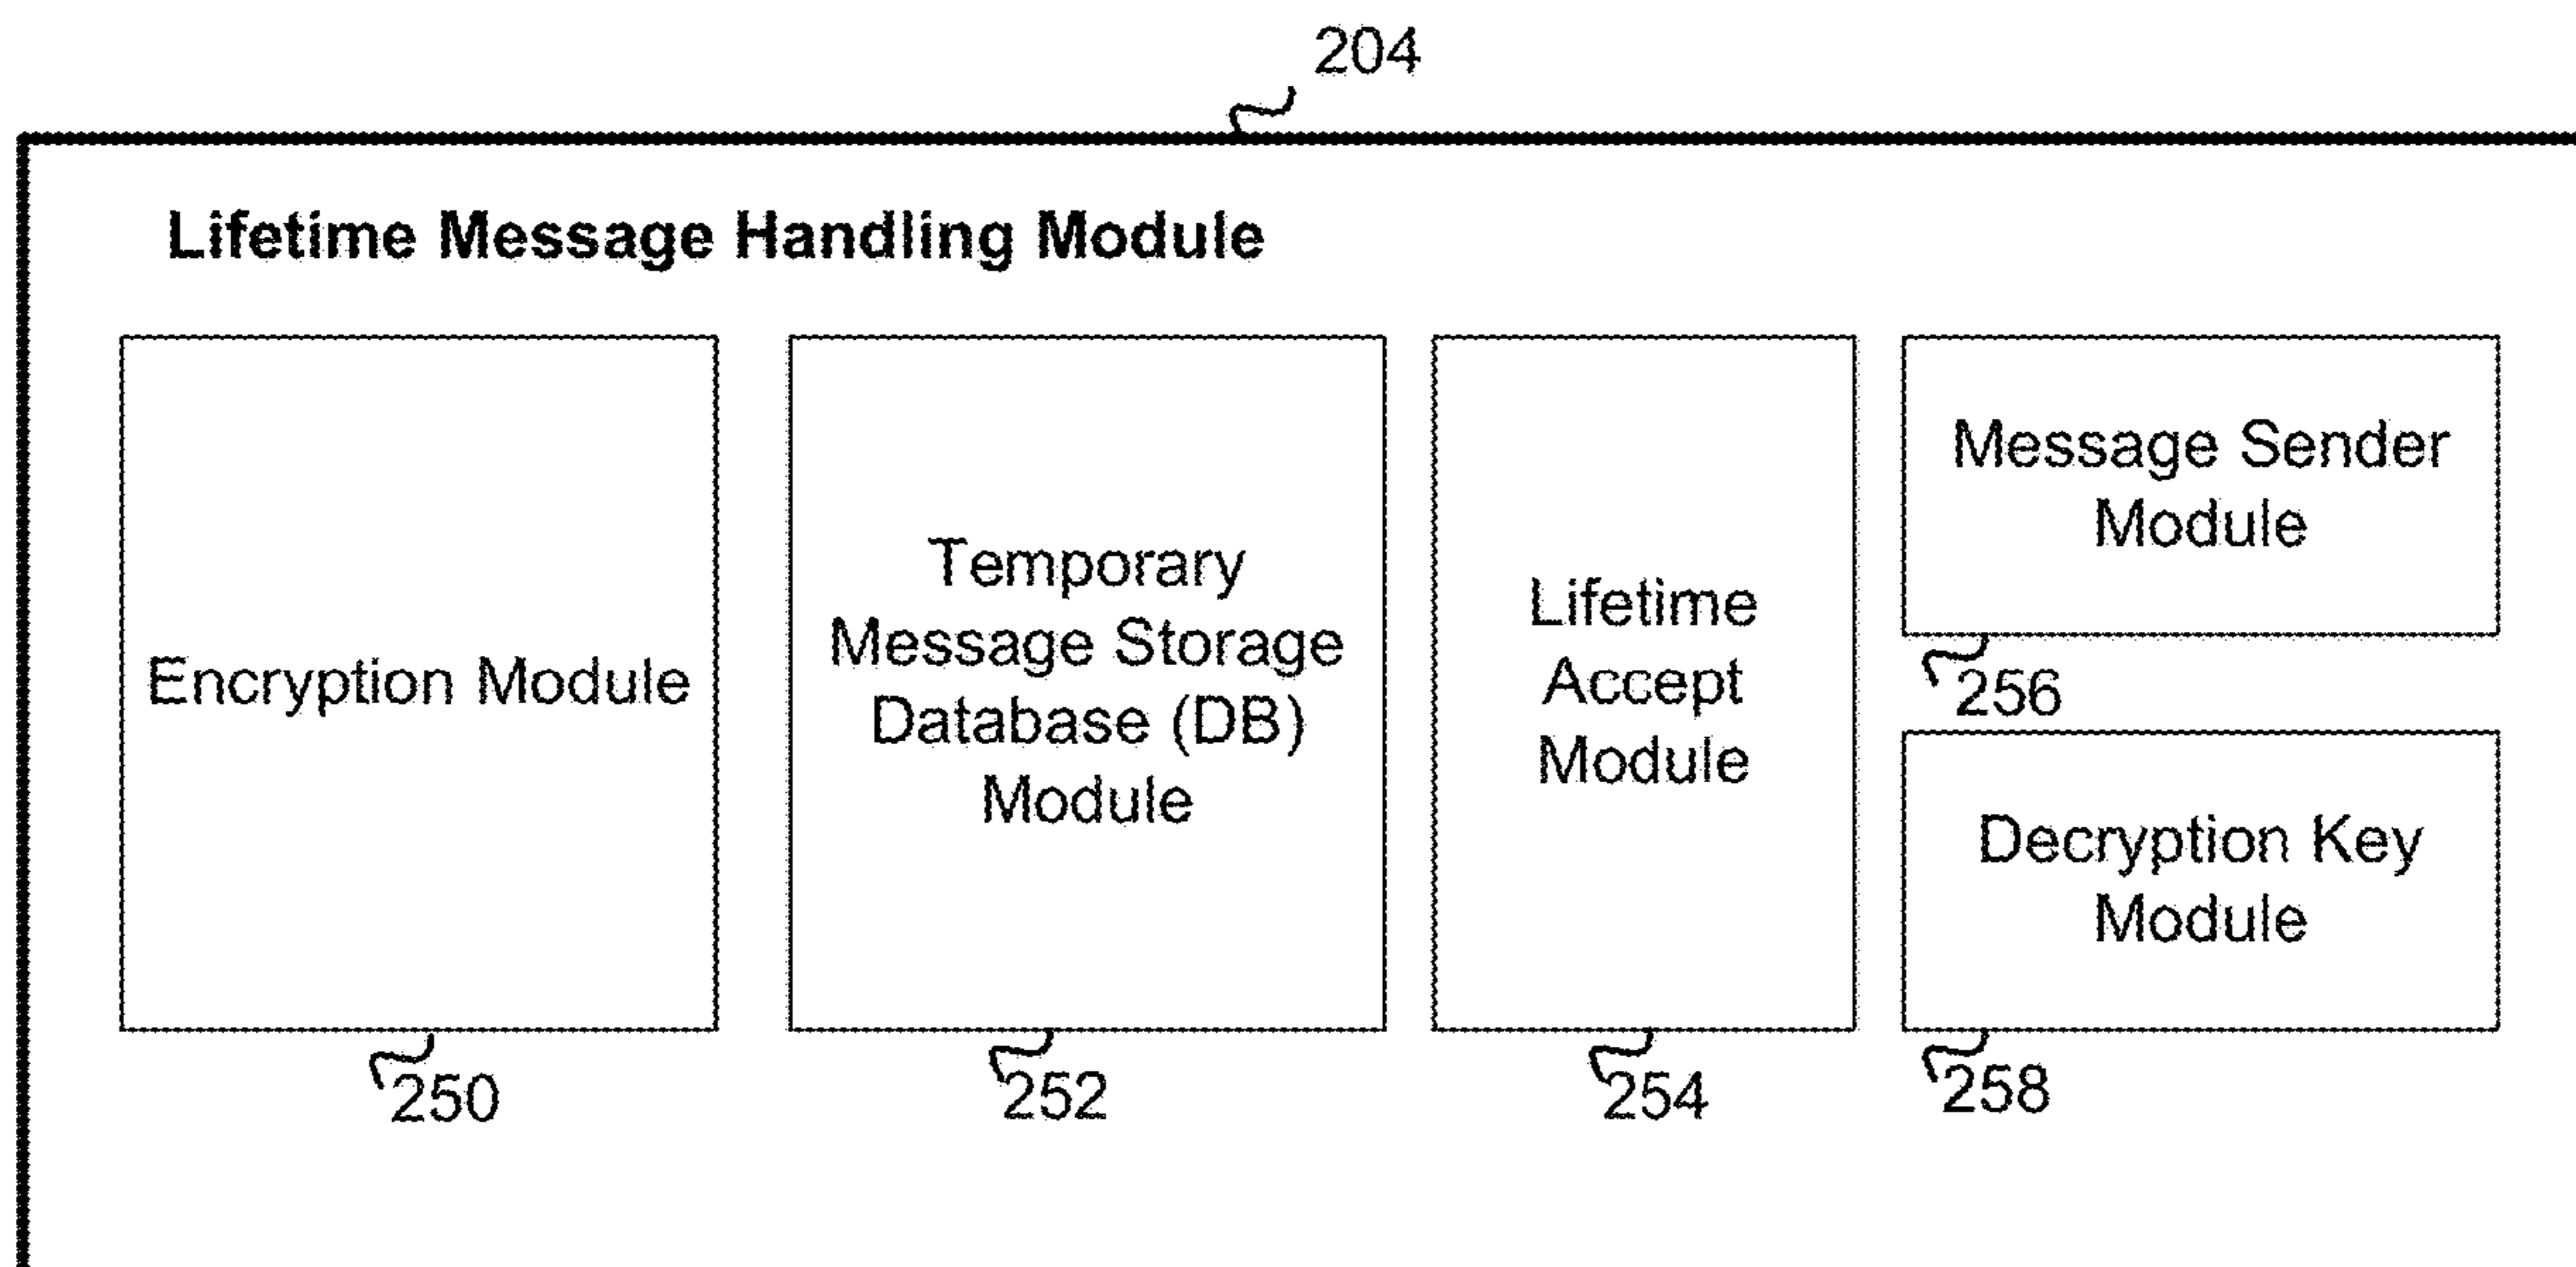 204
Lifetime Message Handling Module
Encryption Module
250
Temporary
Message Storage
Database (DB)
Module
252
Lifetime
Accept
Module
254
Message Sender
Module
256
Decryption Key
Module
258